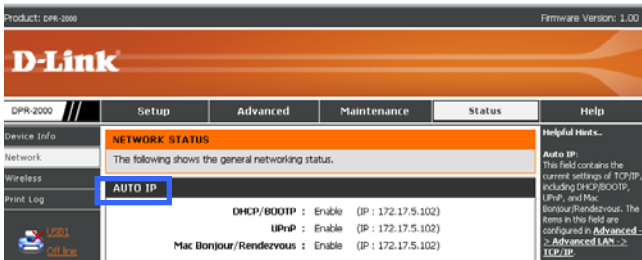 Product: DPR-2000 Firmware Version: 1.00
D-Link
DPR-2000 Setup Advanced Maintenance Status Help
Device Info
Network
Wireless
Print Log
USB1
Off line
NETWORK STATUS
The following shows the general networking status.
AUTO IP
DHCP/BOOTP : Enable (IP : 172.17.5.102)
UPnP : Enable (IP : 172.17.5.102)
Mac Bonjour/Rendezvous : Enable (IP : 172.17.5.102)
Helpful Hints..
Auto IP:
This field contains the
current settings of TCP/IP,
including DHCP/BOOTP,
UPnP, and Mac
Bonjour/Rendezvous. The
items in this field are
configured in Advanced -
> Advanced LAN ->
TCP/IP.